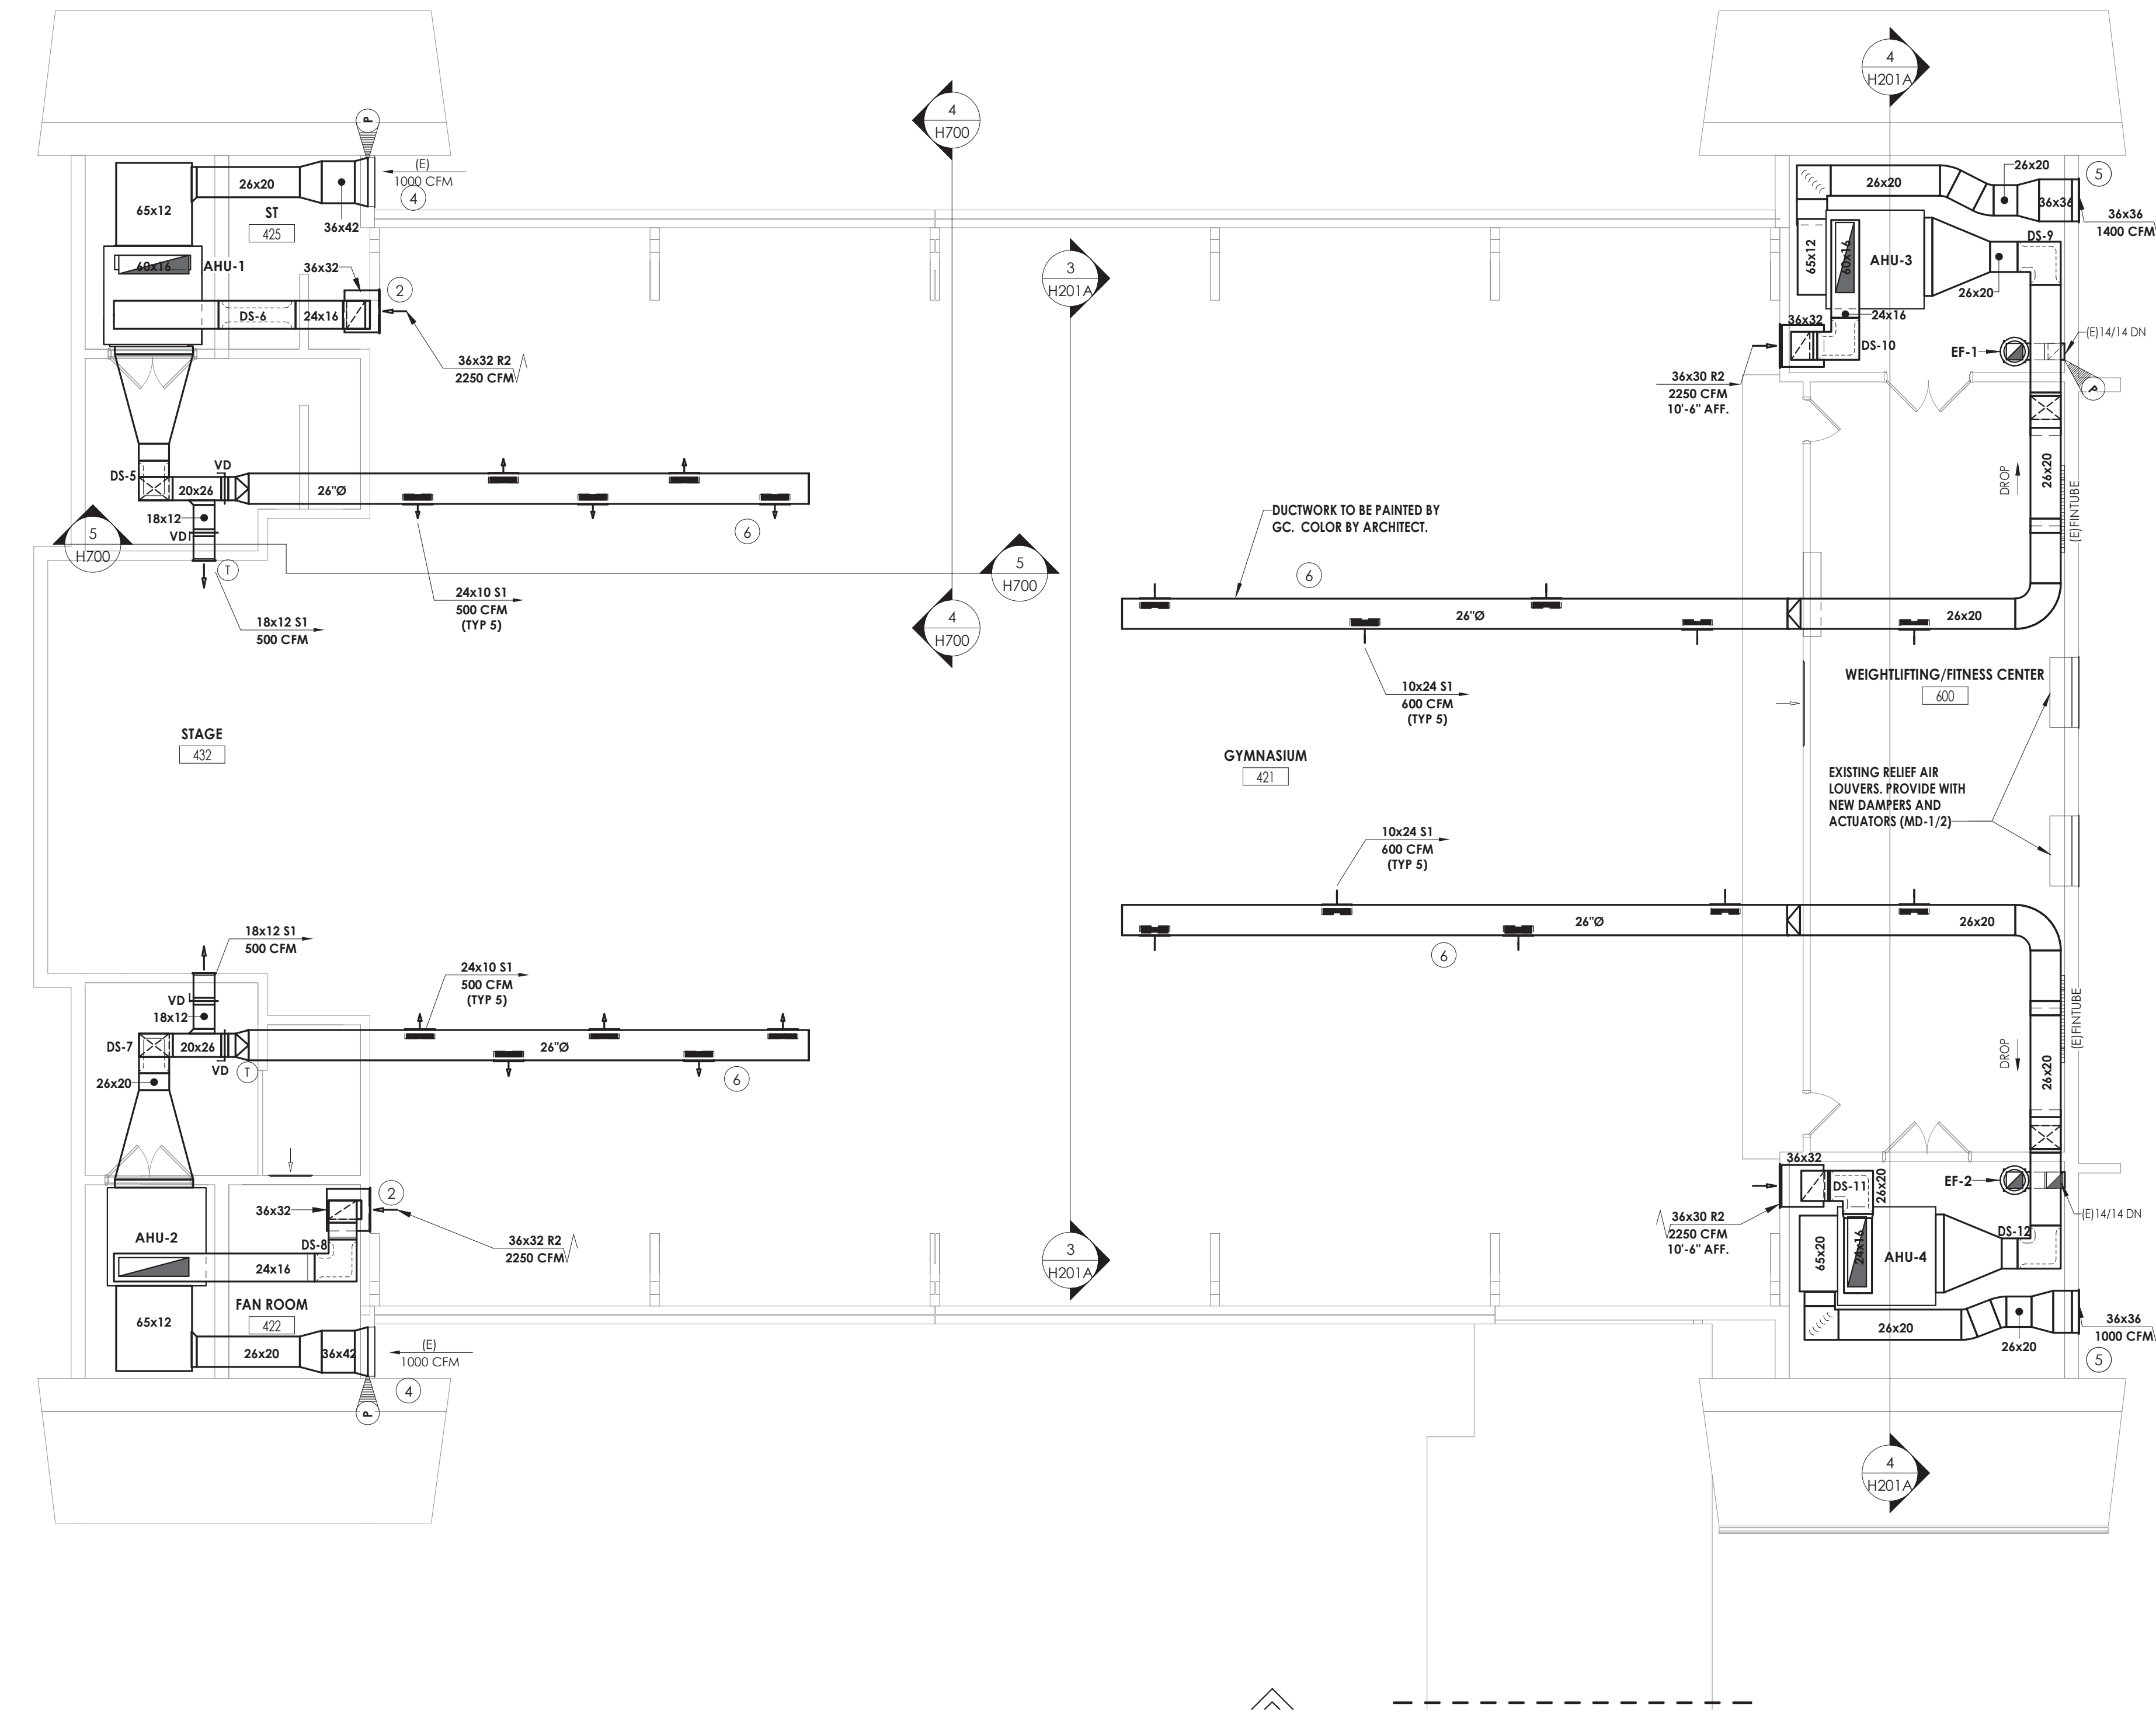 4
H201A
4
H700
P
(E)
1000 CFM
4
26x20
65x12
36x42
ST
425
60x16
AHU-1
36x32
2
DS-6
24x16
36x32 R2
2250 CFM
3
H201A
26x20
26x20
36x36
5
36x36
1400 CFM
65x12
60x16
AHU-3
DS-9
26x20
24x16
36x32
DS-10
EF-1
(E)14/14 DN
P
36x30 R2
2250 CFM
10'-6" AFF.
DS-5
VD
20x26
26"Ø
18x12
VD
T
6
5
H700
5
H700
24x10 S1
500 CFM
(TYP 5)
18x12 S1
500 CFM
4
H700
DUCTWORK TO BE PAINTED BY
GC. COLOR BY ARCHITECT.
6
26"Ø
26x20
DROP
26x20
(E)FINTUBE
10x24 S1
600 CFM
(TYP 5)
WEIGHTLIFTING/FITNESS CENTER
600
STAGE
432
GYMNASIUM
421
EXISTING RELIEF AIR
LOUVERS. PROVIDE WITH
NEW DAMPERS AND
ACTUATORS (MD-1/2)
10x24 S1
600 CFM
(TYP 5)
26"Ø
26x20
6
18x12 S1
500 CFM
24x10 S1
500 CFM
(TYP 5)
VD
18x12
DS-7
20x26
26"Ø
VD
T
6
26x20
DROP
26x20
(E)FINTUBE
36x32
2
AHU-2
DS-8
24x16
36x32 R2
2250 CFM
3
H201A
FAN ROOM
422
65x12
26x20
36x42
(E)
1000 CFM
4
P
36x32
DS-11
26x20
EF-2
(E)14/14 DN
36x30 R2
2250 CFM
10'-6" AFF.
65x20
24x16
AHU-4
DS-12
26x20
26x20
36x36
1000 CFM
5
4
H201A